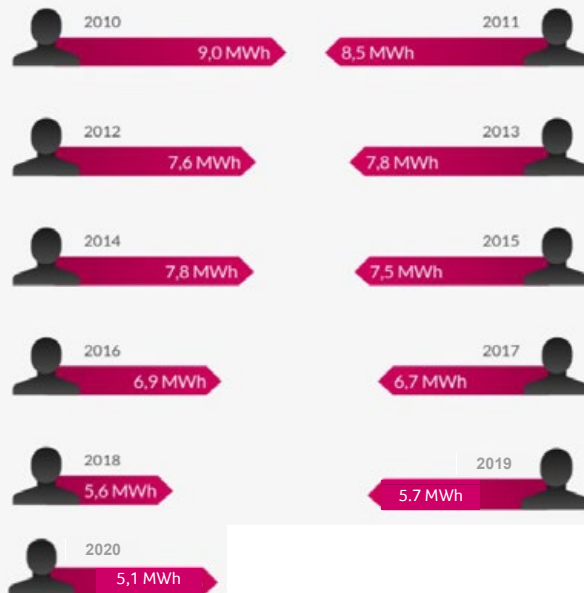 2010
9,0 MWh
2011
8,5 MWh
2012
7,6 MWh
2013
7,8 MWh
2014
7,8 MWh
2015
7,5 MWh
2016
6,9 MWh
2017
6,7 MWh
2018
5,6 MWh
2019
5.7 MWh
2020
5,1 MWh